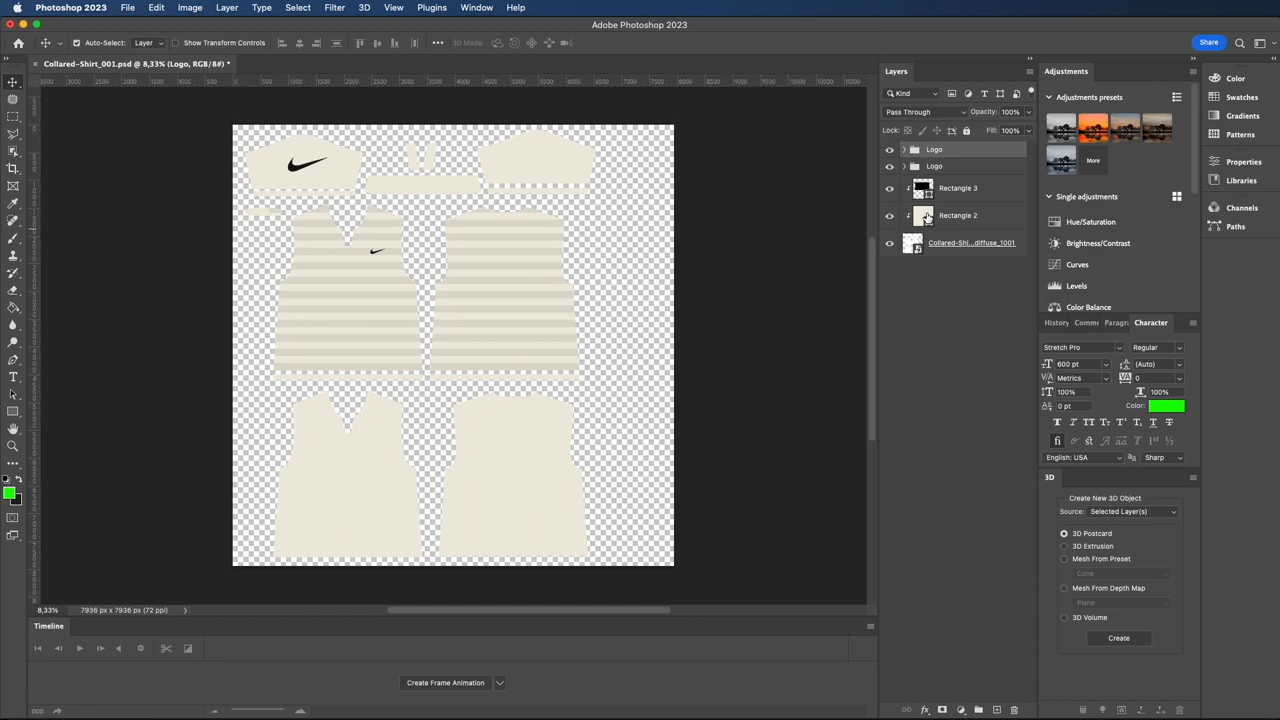 Photoshop 2023 File Edit Image Layer Type Select Filter 3D View Plugins Window Help
Adobe Photoshop 2023
Auto-Select: Layer Show Transform Controls 3D Mode: Share
Collared-Shirt_001.psd @ 8,33% (Logo, RGB/8#) *
Layers
Kind
Pass Through Opacity: 100%
Lock: Fill: 100%
Logo
Logo
Rectangle 3
Rectangle 2
Collared-Shi...diffuse_1001
Adjustments
Adjustments presets
More
Single adjustments
Hue/Saturation
Brightness/Contrast
Curves
Levels
Color Balance
History Comme Paragra Character
Stretch Pro Regular
600 pt (Auto)
Metrics 0
100% 100%
0 pt Color:
English: USA Sharp
3D
Create New 3D Object
Source: Selected Layer(s)
3D Postcard
3D Extrusion
Mesh From Preset
Cone
Mesh From Depth Map
Plane
3D Volume
Create
Color
Swatches
Gradients
Patterns
Properties
Libraries
Channels
Paths
8,33% 7936 px x 7936 px (72 ppi)
Timeline
Create Frame Animation